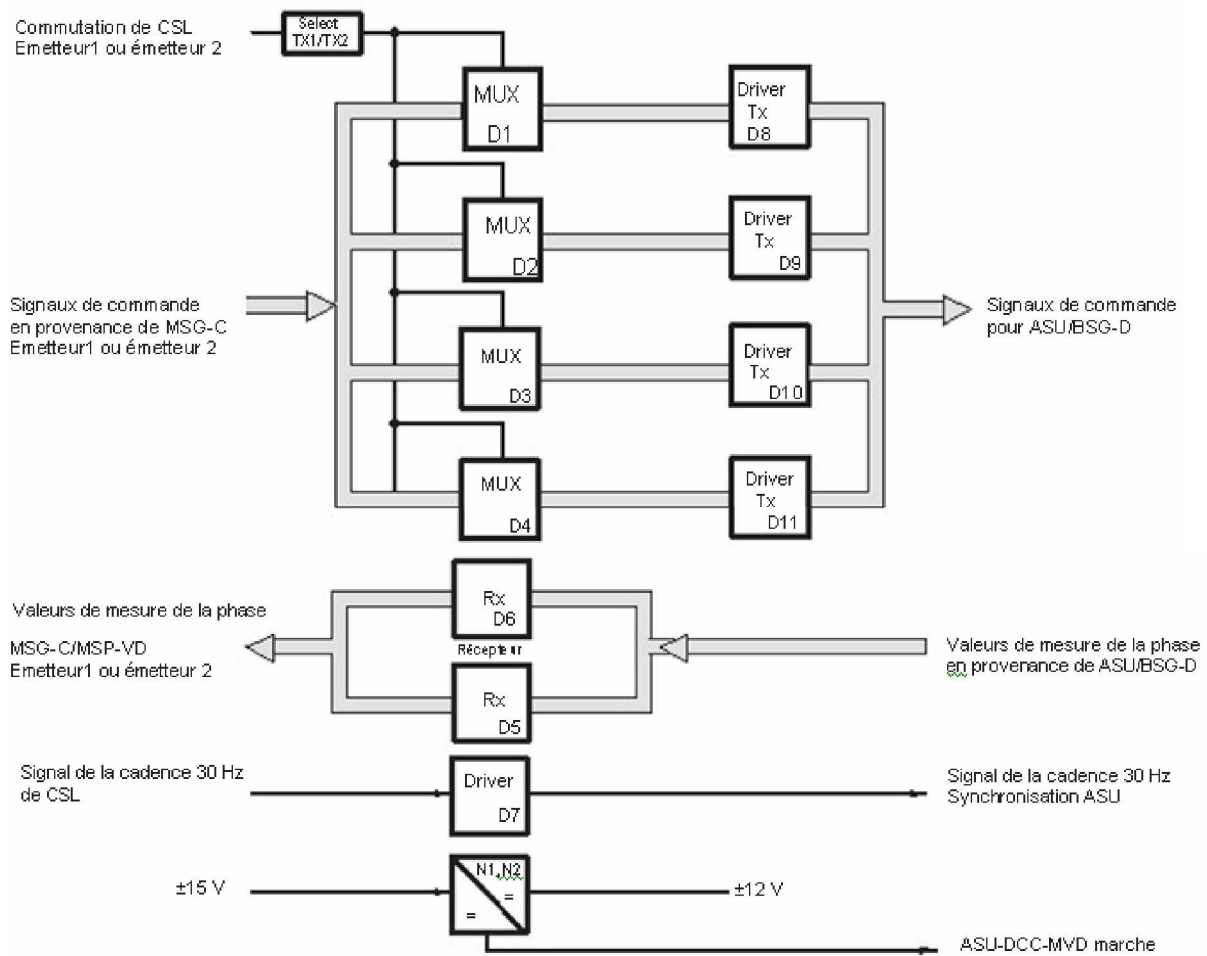 Commutation de CSL
Emetteur1 ou émetteur 2
Select
TX1/TX2
MUX
D1
Driver
Tx
D8
MUX
D2
Driver
Tx
D9
Signaux de commande
en provenance de MSG-C
Emetteur1 ou émetteur 2
Signaux de commande
pour ASU/BSG-D
MUX
D3
Driver
Tx
D10
MUX
D4
Driver
Tx
D11
Valeurs de mesure de la phase
MSG-C/MSP-VD
Emetteur1 ou émetteur 2
Rx
D6
Récepteur
Rx
D5
Valeurs de mesure de la phase
en provenance de ASU/BSG-D
Signal de la cadence 30 Hz
de CSL
Driver
D7
Signal de la cadence 30 Hz
Synchronisation ASU
±15 V
N1,N2
=
=
±12 V
ASU-DCC-MVD marche